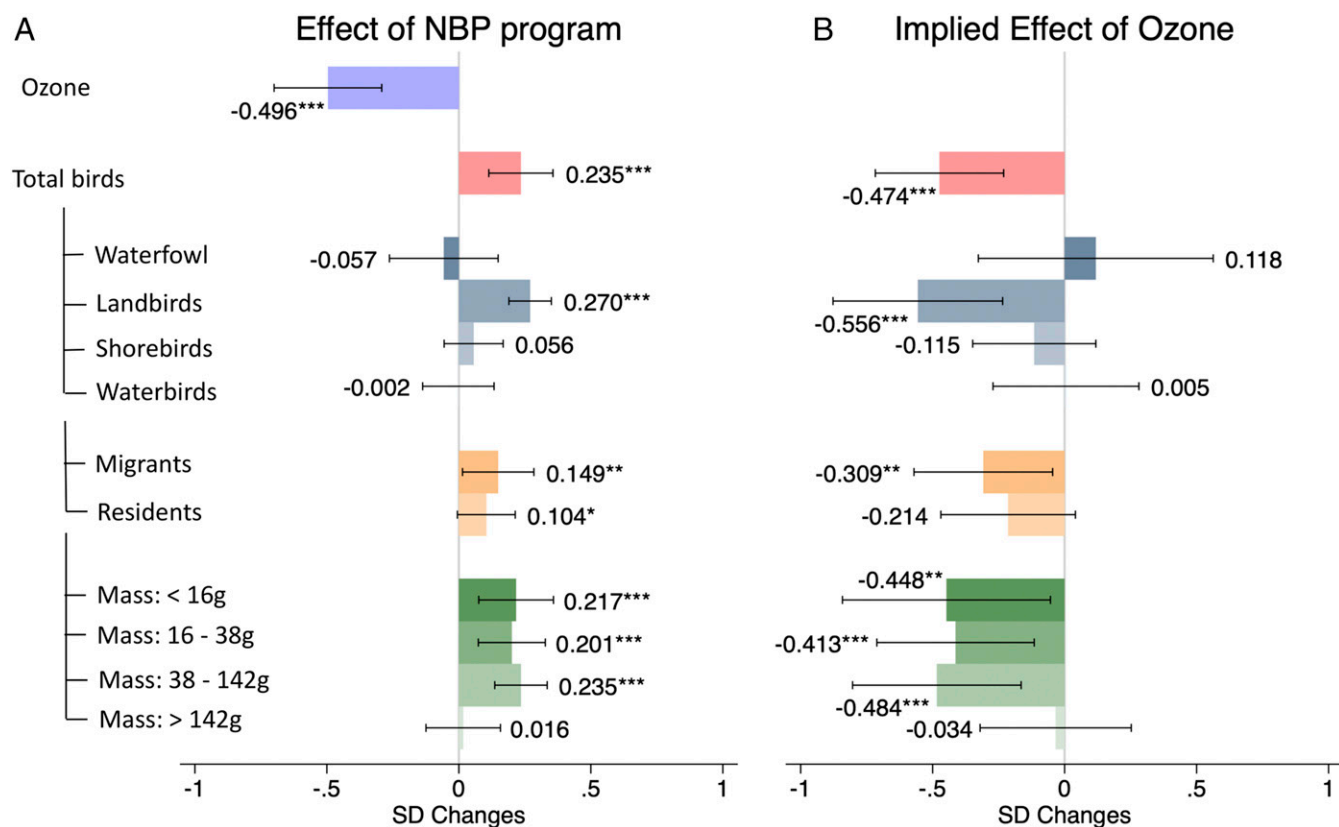 A Effect of NBP program B Implied Effect of Ozone
Ozone
-0.496***
Total birds 0.235*** -0.474***
Waterfowl -0.057 0.118
Landbirds 0.270*** -0.556***
Shorebirds 0.056 -0.115
Waterbirds -0.002 0.005
Migrants 0.149** -0.309**
Residents 0.104* -0.214
Mass: < 16g 0.217*** -0.448**
Mass: 16 - 38g 0.201*** -0.413***
Mass: 38 - 142g 0.235*** -0.484***
Mass: > 142g 0.016 -0.034
-1 -.5 0 .5 1 -1 -.5 0 .5 1
SD Changes SD Changes